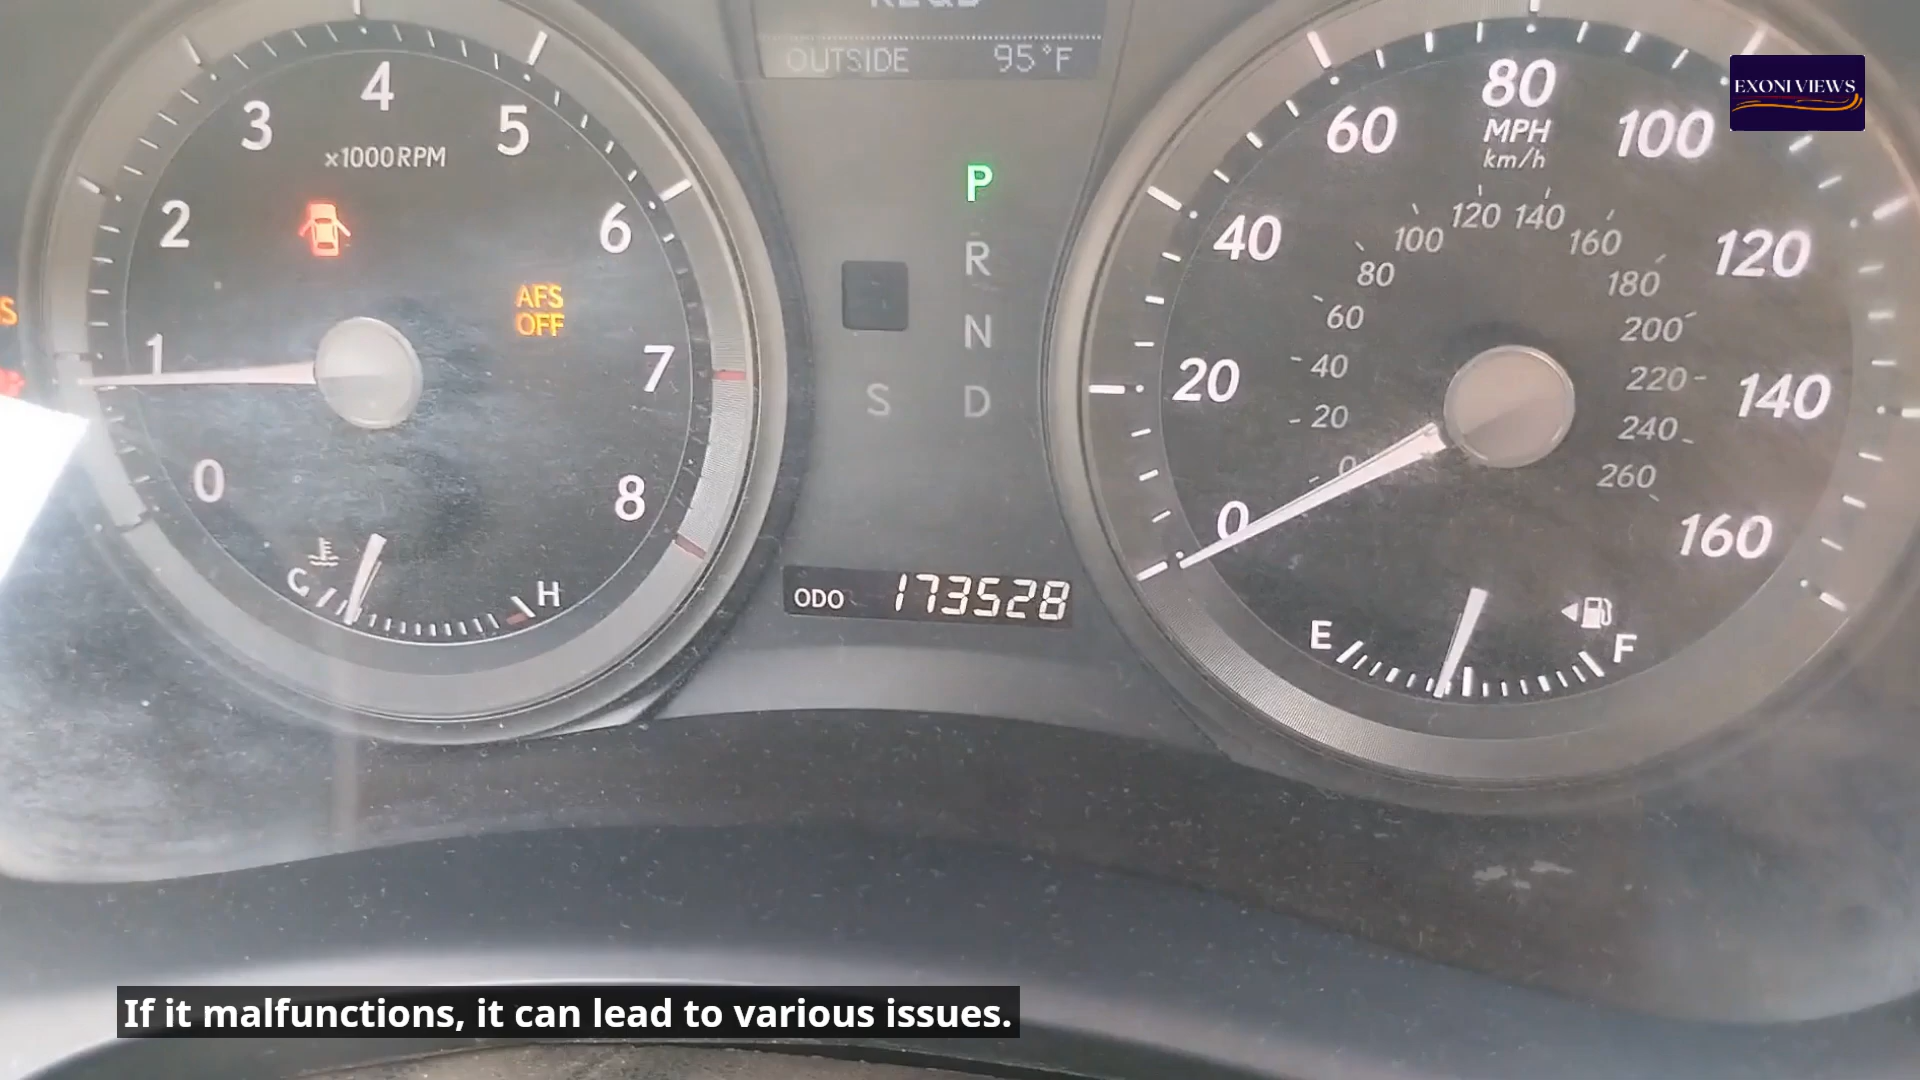 OUTSIDE 95°F
EXONI VIEWS
0 1 2 3 4 5 6 7 8
x1000RPM
AFS
OFF
C H
P
R
N
S D
ODO 173528
0 20 40 60 80 100 120 140 160
MPH
km/h
0 20 40 60 80 100 120 140 160 180 200 220 240 260
E F
If it malfunctions, it can lead to various issues.